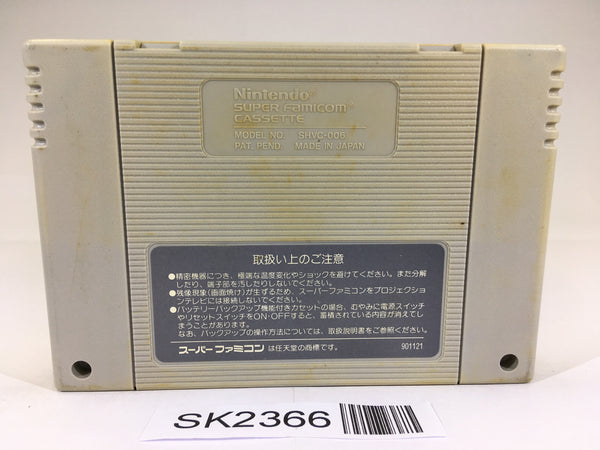 Nintendo®
SUPER FAMICOM®
CASSETTE
MODEL NO. SHVC-006
PAT. PEND. MADE IN JAPAN
取扱い上のご注意
●精密機器につき、極端な温度変化やショックを避けてください。また分解
したり、端子部を汚したりしないでください。
●残像現象(画面焼け)が生ずるため、スーパーファミコンをプロジェクショ
ンテレビには接続しないでください。
●バッテリーバックアップ機能付きカセットの場合、むやみに電源スイッチ
やリセットスイッチをON・OFFすると、蓄積されている内容が消えてし
まうことがあります。
なお、バックアップの操作方法については、取扱説明書をご参照ください。
スーパーファミコン は任天堂の商標です。 901121
SK2366